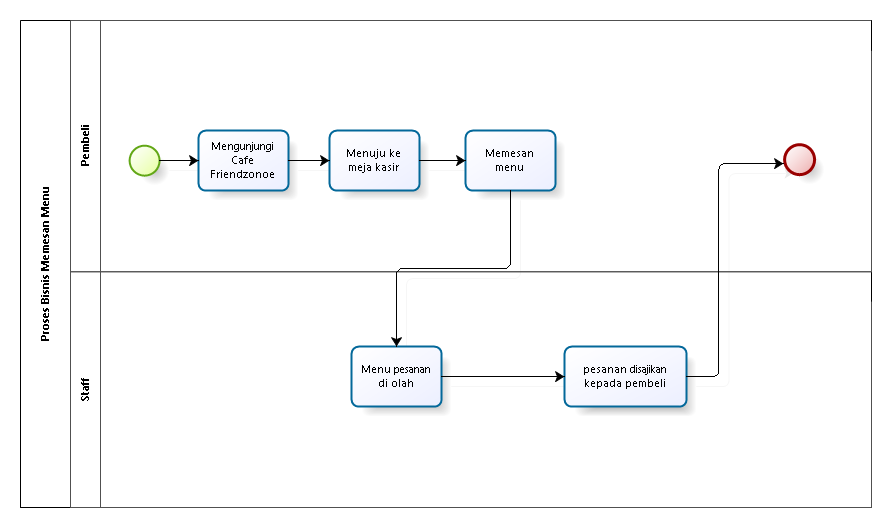 Proses Bisnis Memesan Menu
Pembeli
Mengunjungi
Cafe
Friendzonoe
Menuju ke
meja kasir
Memesan
menu
Staff
Menu pesanan
di olah
pesanan disajikan
kepada pembeli